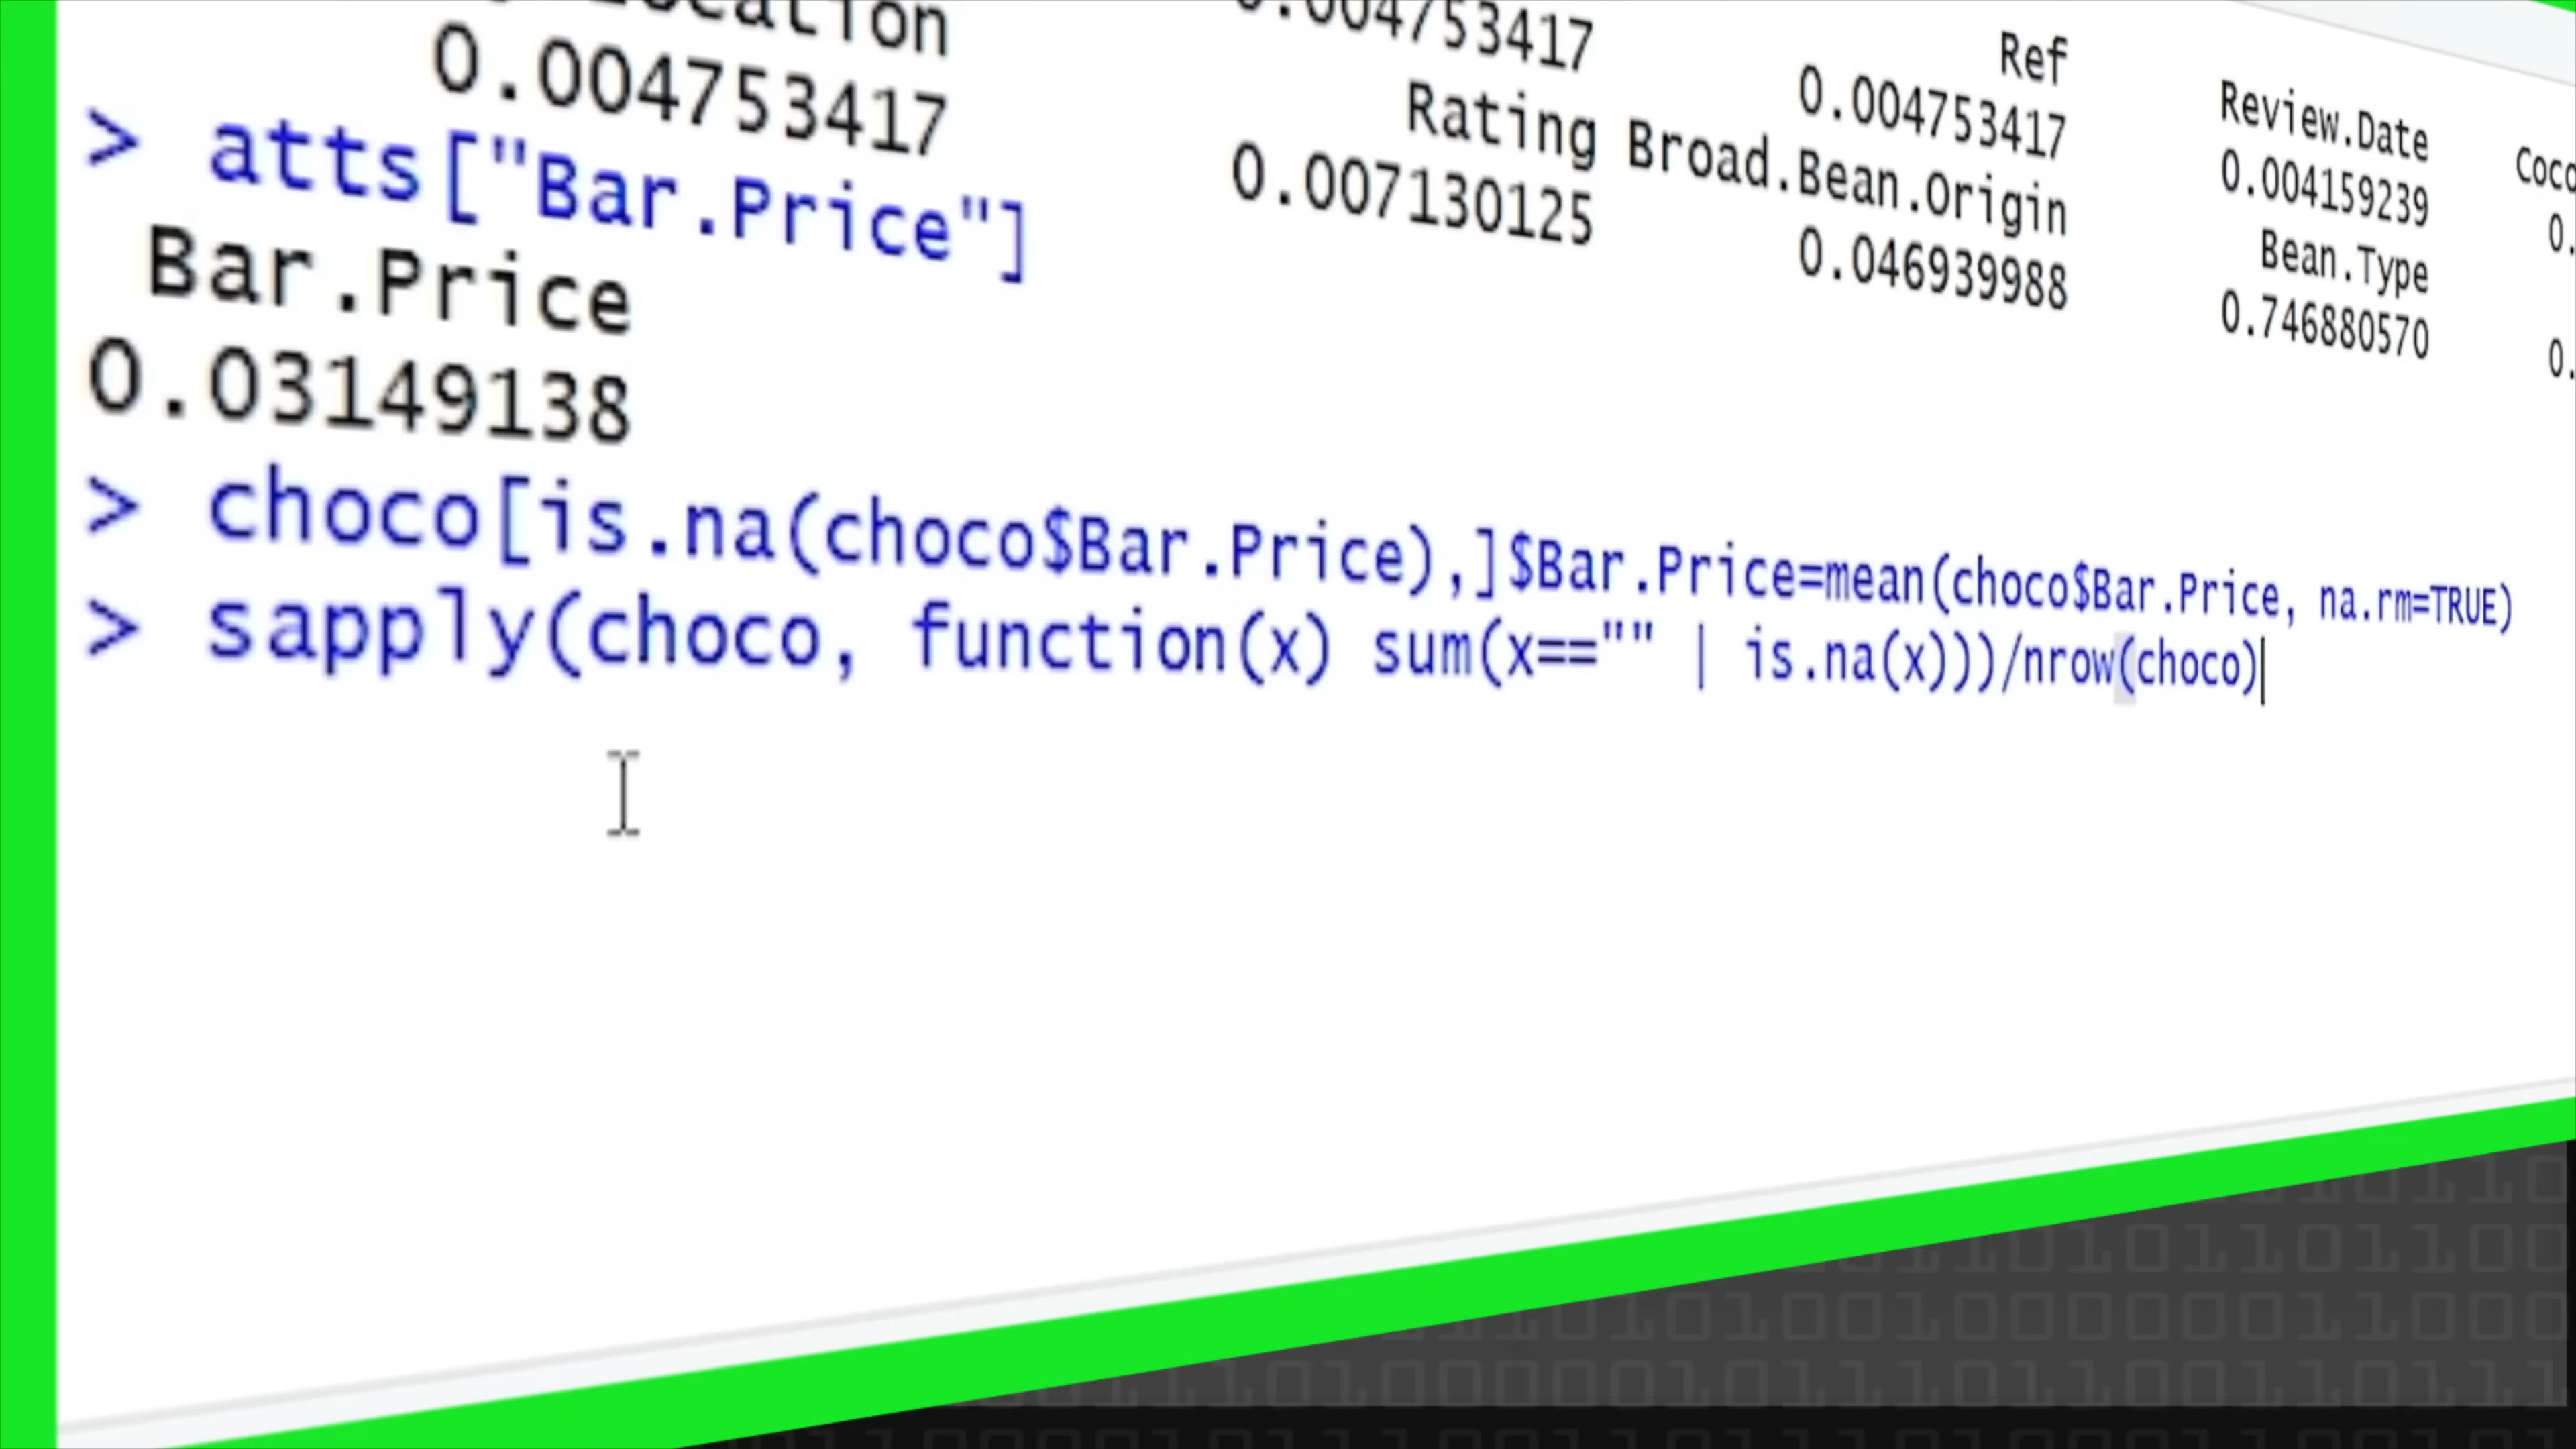 0.004753417
Ref
0.004753417 0.004753417 Review.Date
Rating Broad.Bean.Origin 0.004159239
0.007130125 0.046939988 Bean.Type
0.746880570
> atts["Bar.Price"]
Bar.Price
0.03149138
> choco[is.na(choco$Bar.Price),]$Bar.Price=mean(choco$Bar.Price, na.rm=TRUE)
> sapply(choco, function(x) sum(x=="" | is.na(x)))/nrow(choco)